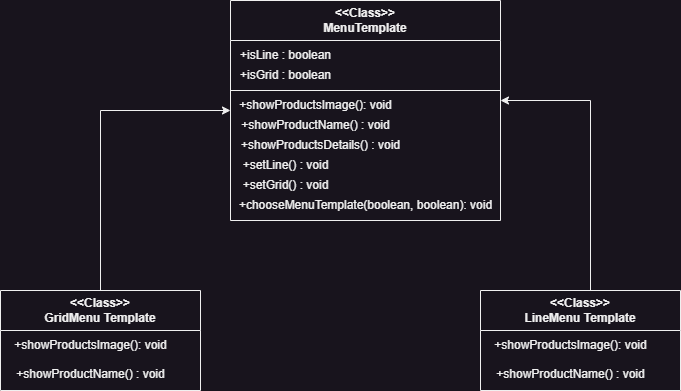 <<Class>>
MenuTemplate
+isLine : boolean
+isGrid : boolean
+showProductsImage(): void
+showProductName() : void
+showProductsDetails() : void
+setLine() : void
+setGrid() : void
+chooseMenuTemplate(boolean, boolean): void
<<Class>>
GridMenu Template
+showProductsImage(): void
+showProductName() : void
<<Class>>
LineMenu Template
+showProductsImage(): void
+showProductName() : void